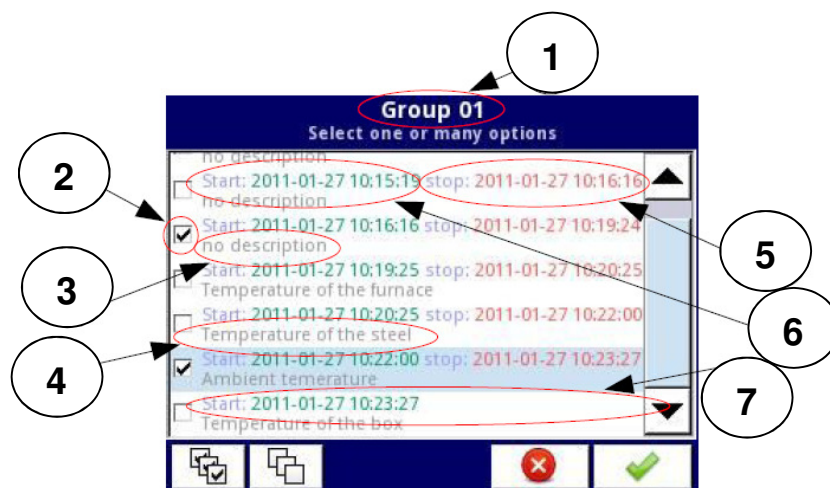 1
Group 01
Select one or many options
2
no description
Start: 2011-01-27 10:15:19 stop: 2011-01-27 10:16:16
no description
Start: 2011-01-27 10:16:16 stop: 2011-01-27 10:19:24
no description
5
3
Start: 2011-01-27 10:19:25 stop: 2011-01-27 10:20:25
Temperature of the furnace
Start: 2011-01-27 10:20:25 stop: 2011-01-27 10:22:00
6
Temperature of the steel
4
Start: 2011-01-27 10:22:00 stop: 2011-01-27 10:23:27
Ambient temerature
7
Start: 2011-01-27 10:23:27
Temperature of the box